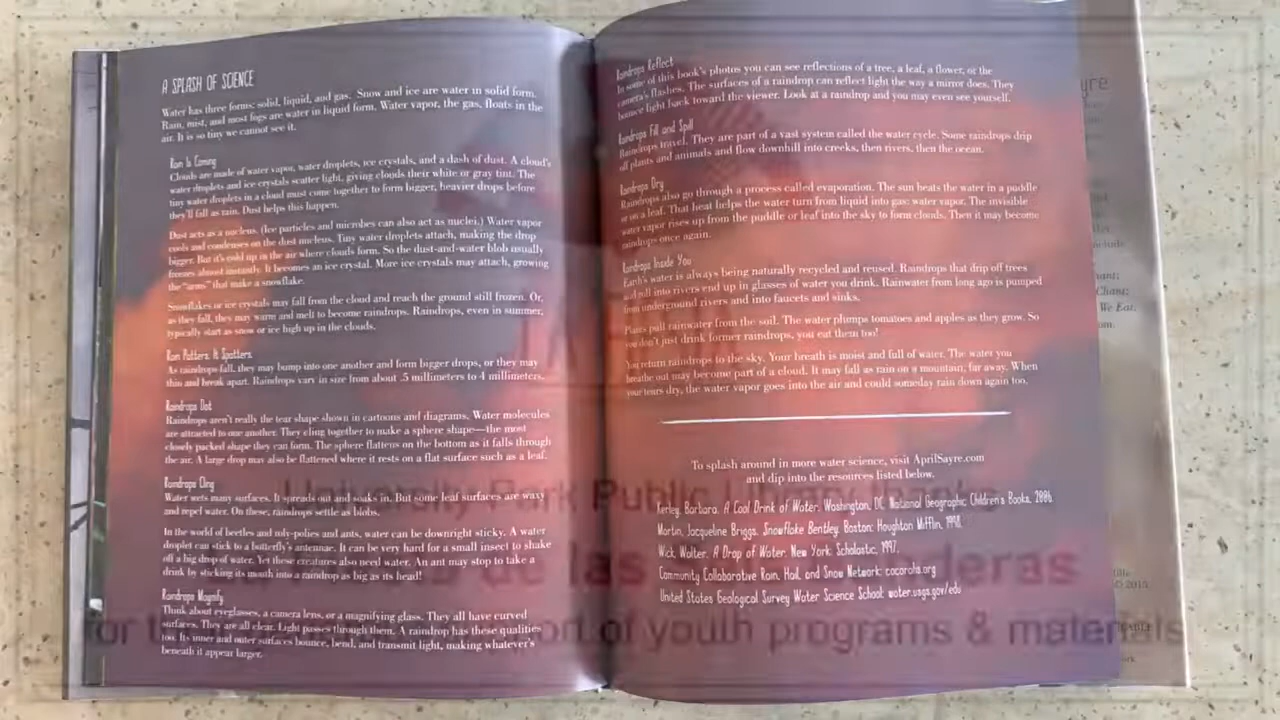 A SPLASH OF SCIENCE
Water has three forms: solid, liquid, and gas. Snow and ice are water in solid form.
Rain, mist, and most fogs are water in liquid form. Water vapor, the gas, floats in the
air. It is so tiny we cannot see it.
Rain Is Coming
Clouds are made of water vapor, water droplets, ice crystals, and a dash of dust. A cloud's
water droplets and ice crystals scatter light, giving clouds their white or gray tint. The
tiny water droplets in a cloud must come together to form bigger, heavier drops before
they'll fall as rain. Dust helps this happen.
Dust acts as a nucleus. (Ice particles and microbes can also act as nuclei.) Water vapor
cools and condenses on the dust nucleus. Tiny water droplets attach, making the drop
bigger. But it's cold up in the air where clouds form. So the dust-and-water blob usually
freezes almost instantly. It becomes an ice crystal. More ice crystals may attach, growing
the "arms" that make a snowflake.
Snowflakes or ice crystals may fall from the cloud and reach the ground still frozen. Or,
as they fall, they may warm and melt to become raindrops. Raindrops, even in summer,
typically start as snow or ice high up in the clouds.
Rain Patters. It Spatters.
As raindrops fall, they may bump into one another and form bigger drops, or they may
thin and break apart. Raindrops vary in size from about .5 millimeters to 4 millimeters.
Raindrops Dot
Raindrops aren't really the tear shape shown in cartoons and diagrams. Water molecules
are attracted to one another. They cling together to make a sphere shape—the most
closely packed shape they can form. The sphere flattens on the bottom as it falls through
the air. A large drop may also be flattened where it rests on a flat surface such as a leaf.
Raindrops Cling
Water wets many surfaces. It spreads out and soaks in. But some leaf surfaces are waxy
and repel water. On these, raindrops settle as blobs.
In the world of beetles and roly-polies and ants, water can be downright sticky. A water
droplet can stick to a butterfly's antennae. It can be very hard for a small insect to shake
off a big drop of water. Yet these creatures also need water. An ant may stop to take a
drink by sticking its mouth into a raindrop as big as its head!
Raindrops Magnify
Think about eyeglasses, a camera lens, or a magnifying glass. They all have curved
surfaces. They are all clear. Light passes through them. A raindrop has these qualities
too. Its inner and outer surfaces bounce, bend, and transmit light, making whatever's
beneath it appear larger.
Raindrops Reflect
In some of this book's photos you can see reflections of a tree, a leaf, a flower, or the
camera's flashes. The surfaces of a raindrop can reflect light the way a mirror does. They
bounce light back toward the viewer. Look at a raindrop and you may even see yourself.
Raindrops Fill and Spill
Raindrops travel. They are part of a vast system called the water cycle. Some raindrops drip
off plants and animals and flow downhill into creeks, then rivers, then the ocean.
Raindrops Dry
Raindrops also go through a process called evaporation. The sun heats the water in a puddle
or on a leaf. That heat helps the water turn from liquid into gas: water vapor. The invisible
water vapor rises up from the puddle or leaf into the sky to form clouds. Then it may become
raindrops once again.
Raindrops Inside You
Earth's water is always being naturally recycled and reused. Raindrops that drip off trees
and roll into rivers end up in glasses of water you drink. Rainwater from long ago is pumped
from underground rivers and into faucets and sinks.
Plants pull rainwater from the soil. The water plumps tomatoes and apples as they grow. So
you don't just drink former raindrops, you eat them too!
You return raindrops to the sky. Your breath is moist and full of water. The water you
breathe out may become part of a cloud. It may fall as rain on a mountain, far away. When
your tears dry, the water vapor goes into the air and could someday rain down again too.
To splash around in more water science, visit AprilSayre.com
and dip into the resources listed below.
Kerley, Barbara. A Cool Drink of Water. Washington, DC: National Geographic Children's Books, 2006.
Martin, Jacqueline Briggs. Snowflake Bentley. Boston: Houghton Mifflin, 1998.
Wick, Walter. A Drop of Water. New York: Scholastic, 1997.
Community Collaborative Rain, Hail, and Snow Network: cocorahs.org
United States Geological Survey Water Science School: water.usgs.gov/edu
University Park Public
de las
port of youth programs & materials
yre
Chant;
We Eat,